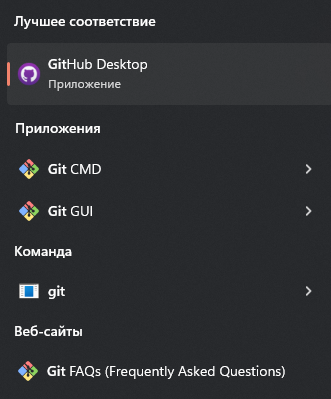 Лучшее соответствие
GitHub Desktop
Приложение
Приложения
Git CMD
Git GUI
Команда
git
Веб-сайты
Git FAQs (Frequently Asked Questions)